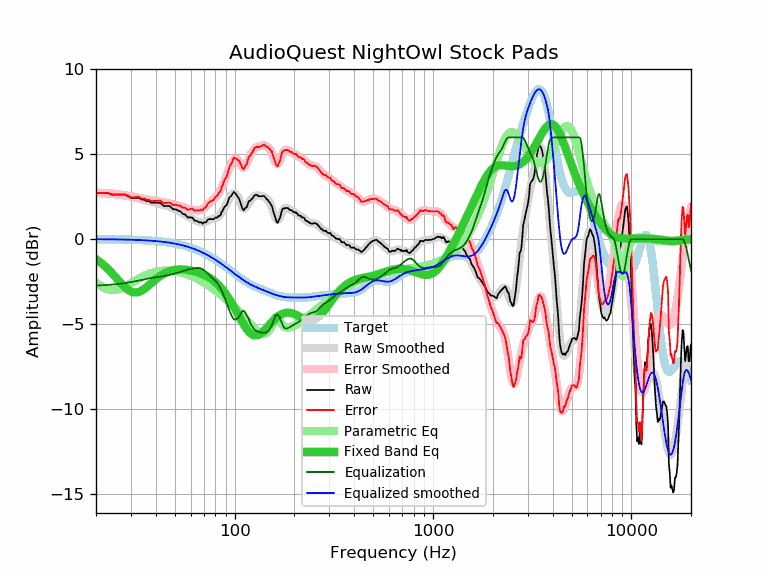 AudioQuest NightOwl Stock Pads
10
5
0
−5
−10
−15
Amplitude (dBr)
Target
Raw Smoothed
Error Smoothed
Raw
Error
Parametric Eq
Fixed Band Eq
Equalization
Equalized smoothed
100
1000
10000
Frequency (Hz)